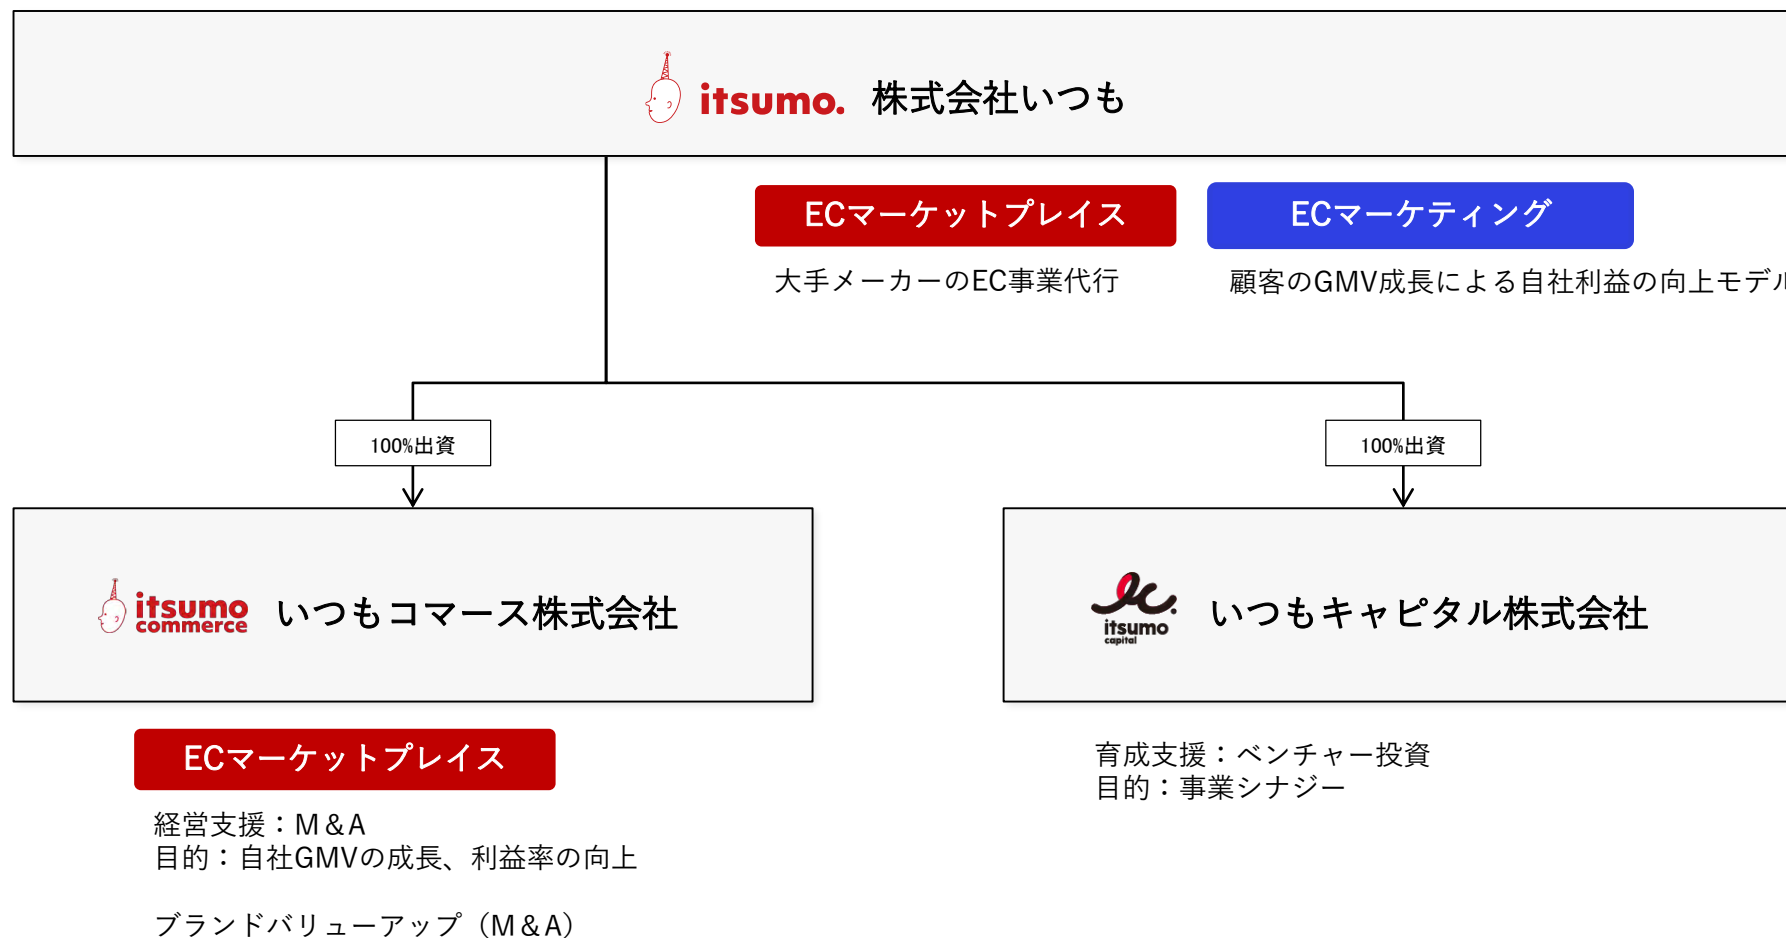 itsumo. 株式会社いつも
ECマーケットプレイス
ECマーケティング
大手メーカーのEC事業代行
顧客のGMV成長による自社利益の向上モデル
100%出資
100%出資
itsumo
commerce
いつもコマース株式会社
itsumo
capital
いつもキャピタル株式会社
ECマーケットプレイス
経営支援：M＆A
目的：自社GMVの成長、利益率の向上
ブランドバリューアップ（M＆A）
育成支援：ベンチャー投資
目的：事業シナジー